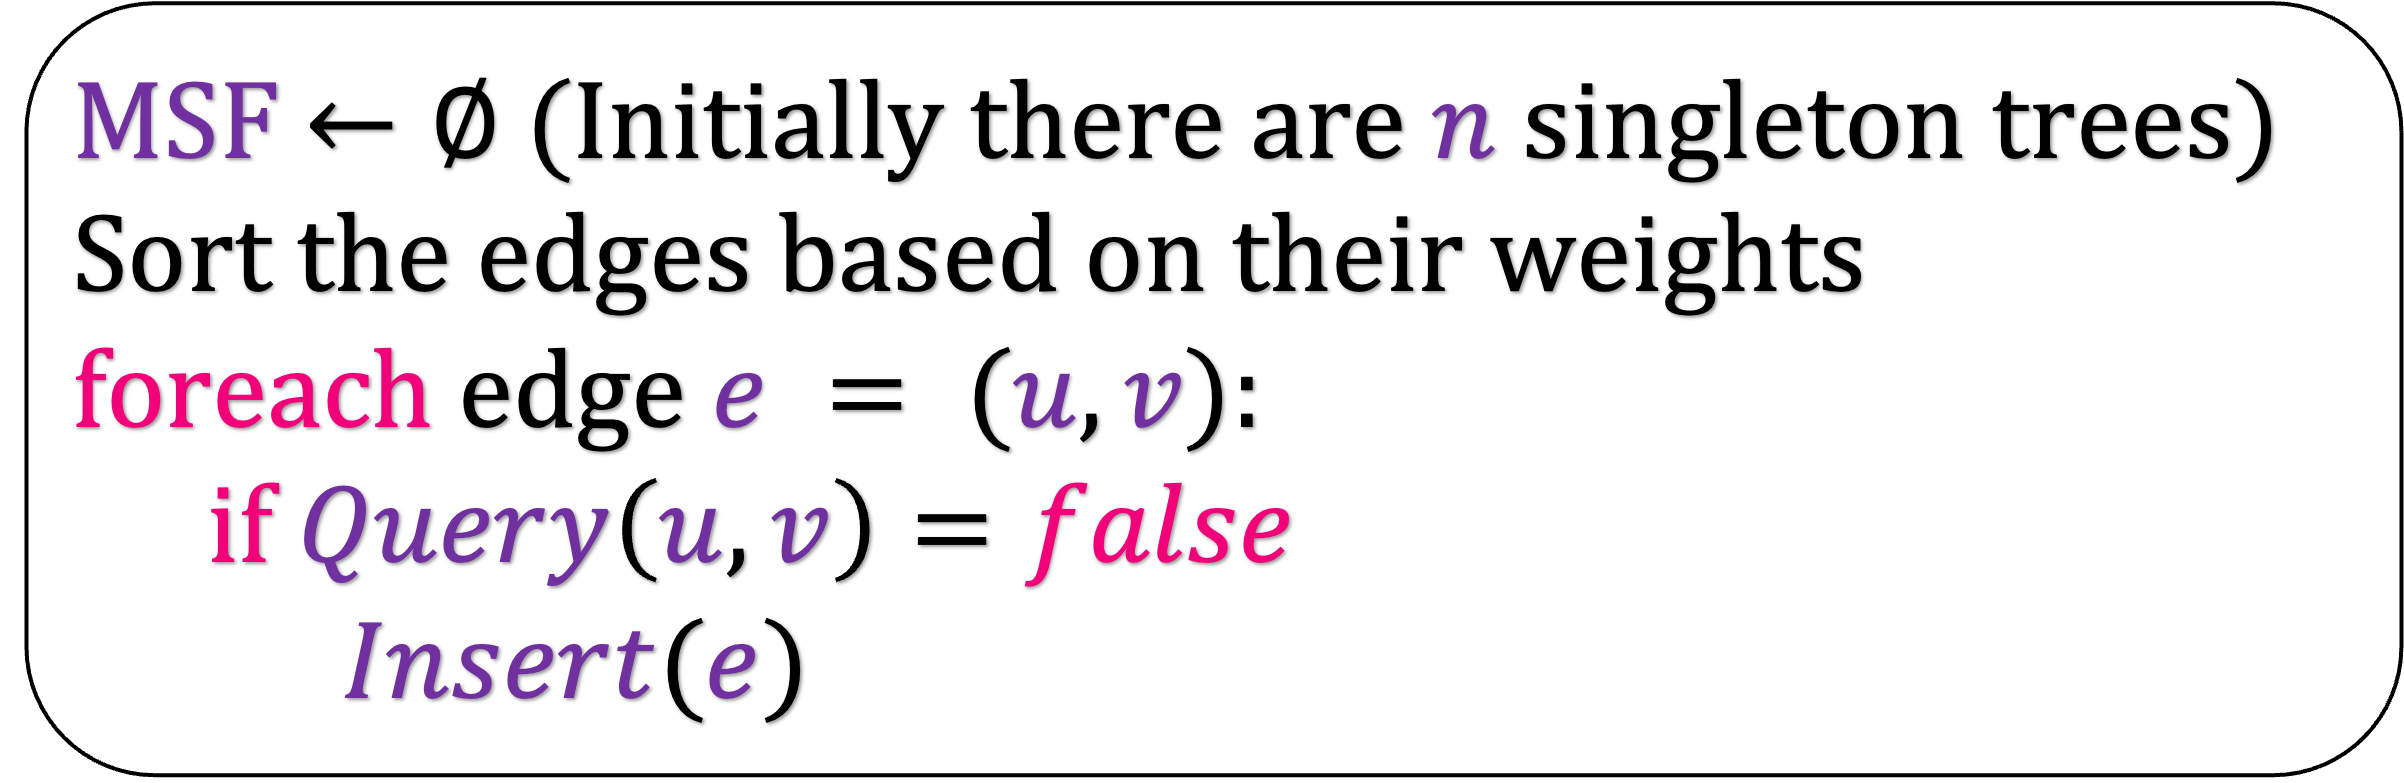 MSF ← ∅ (Initially there are n singleton trees)
Sort the edges based on their weights
foreach edge e = (u, v):
if Query(u, v) = false
Insert(e)